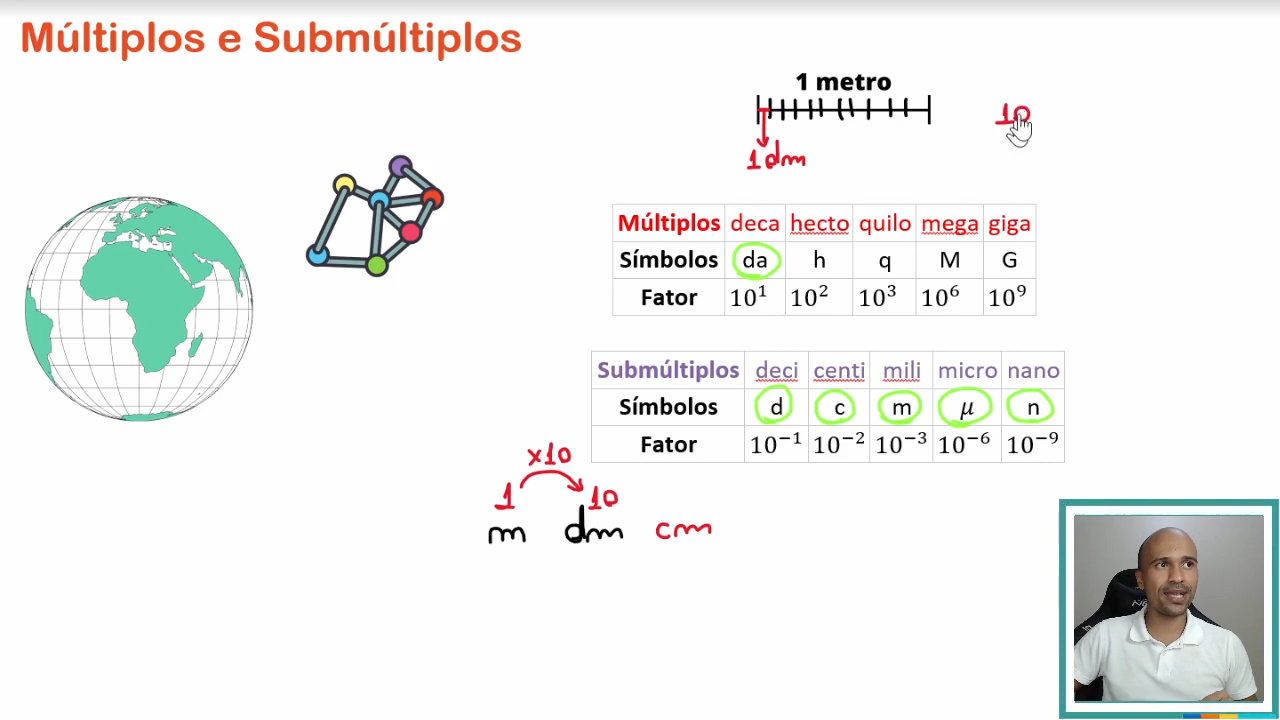 Múltiplos e Submúltiplos
1 metro
10
1dm
Múltiplos deca hecto quilo mega giga
Símbolos da h q M G
Fator 10¹ 10² 10³ 10⁶ 10⁹
Submúltiplos deci centi mili micro nano
Símbolos d c m μ n
Fator 10⁻¹ 10⁻² 10⁻³ 10⁻⁶ 10⁻⁹
x10
1 10
m dm cm